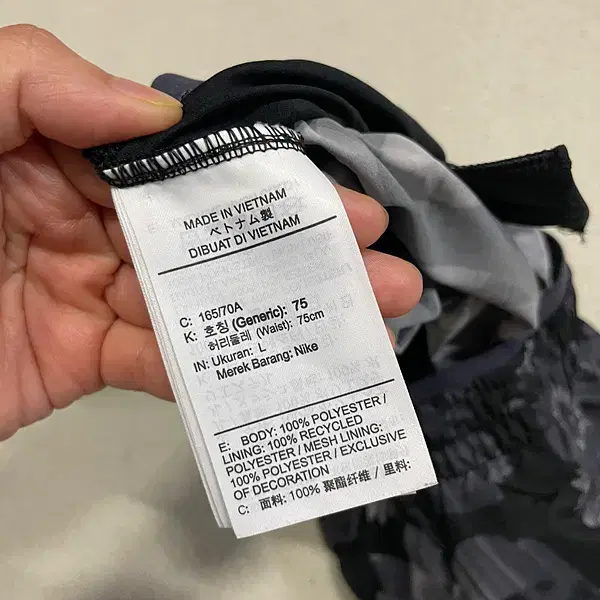 MADE IN VIETNAM
ベトナム製
DIBUAT DI VIETNAM
C: 165/70A
K: 호칭 (Generic): 75
허리둘레 (Waist): 75cm
IN: Ukuran: L
Merek Barang: Nike
E: BODY: 100% POLYESTER /
LINING: 100% RECYCLED
POLYESTER / MESH LINING:
100% POLYESTER / EXCLUSIVE
OF DECORATION
C: 面料: 100% 聚酯纤维 / 里料: